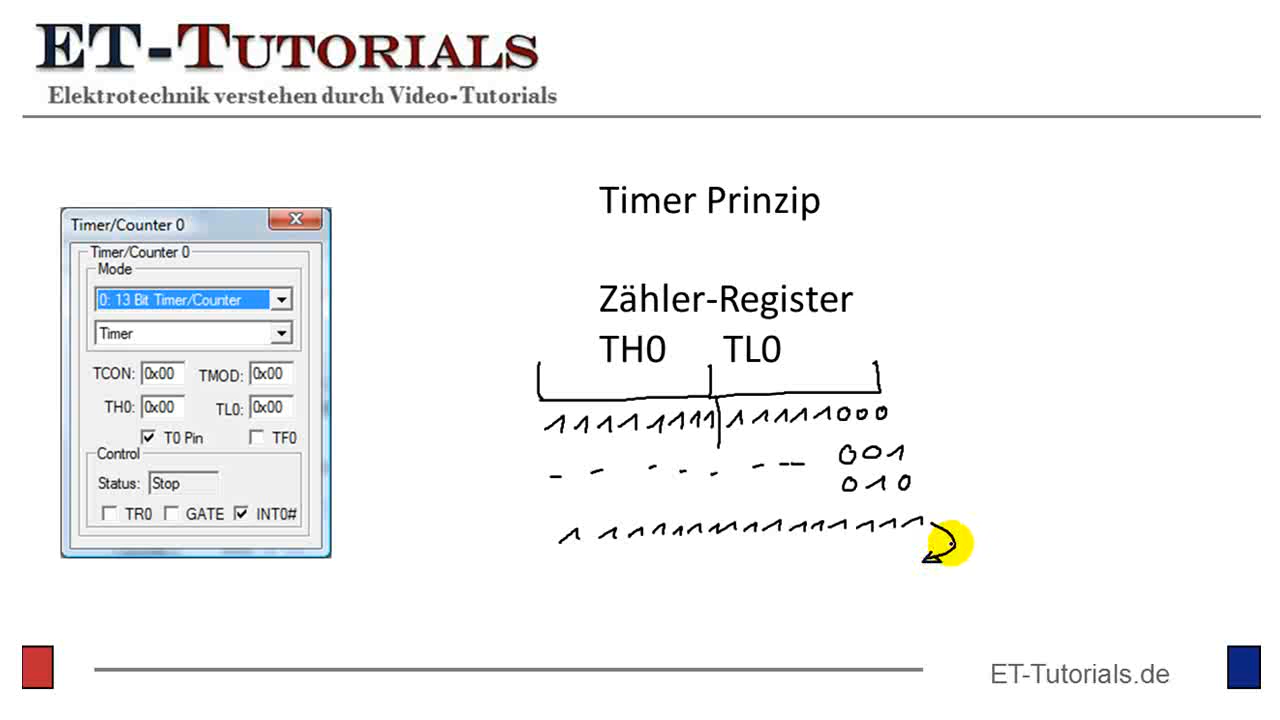 ET-TUTORIALS
Elektrotechnik verstehen durch Video-Tutorials
Timer/Counter 0
Timer/Counter 0
Mode
0: 13 Bit Timer/Counter
Timer
TCON: 0x00 TMOD: 0x00
TH0: 0x00 TL0: 0x00
T0 Pin TF0
Control
Status: Stop
TR0 GATE INT0#
Timer Prinzip
Zähler-Register
TH0 TL0
11111111 11111000
001
010
ET-Tutorials.de